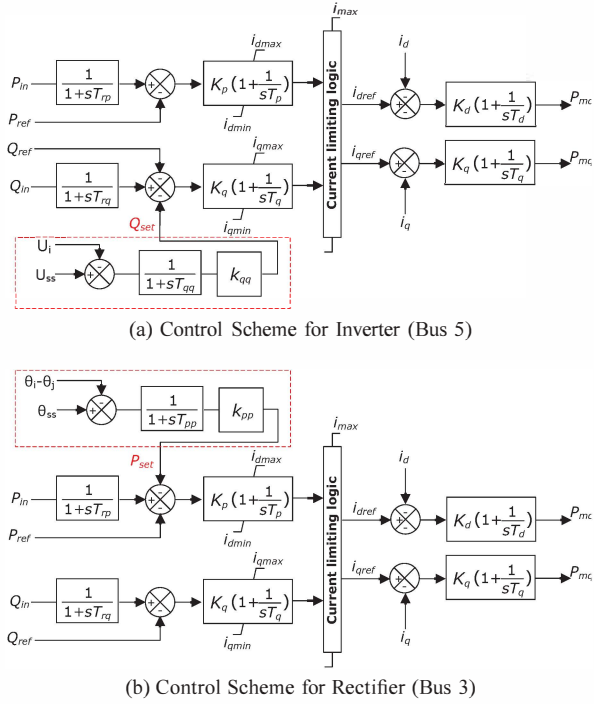 i_max
i_dmax
i_d
P_in
1
1+sT_rp
+
-
-
K_p (1+1/sT_p)
i_dref
+
-
K_d (1+1/sT_d)
P_md
P_ref
i_dmin
Current limiting logic
Q_ref
i_qmax
i_qref
Q_in
1
1+sT_rq
+
-
-
K_q (1+1/sT_q)
+
-
K_q (1+1/sT_q)
P_mq
Q_set
i_qmin
i_q
U_i
U_ss
+
-
1
1+sT_qq
k_qq
(a) Control Scheme for Inverter (Bus 5)
θ_i-θ_j
θ_ss
+
-
1
1+sT_pp
k_pp
i_max
P_set
i_dmax
i_d
P_in
1
1+sT_rp
+
-
-
K_p (1+1/sT_p)
i_dref
+
-
K_d (1+1/sT_d)
P_ref
i_dmin
Current limiting logic
i_qmax
i_qref
Q_in
1
1+sT_rq
+
-
K_q (1+1/sT_q)
+
-
K_q (1+1/sT_q)
Q_ref
i_qmin
i_q
(b) Control Scheme for Rectifier (Bus 3)